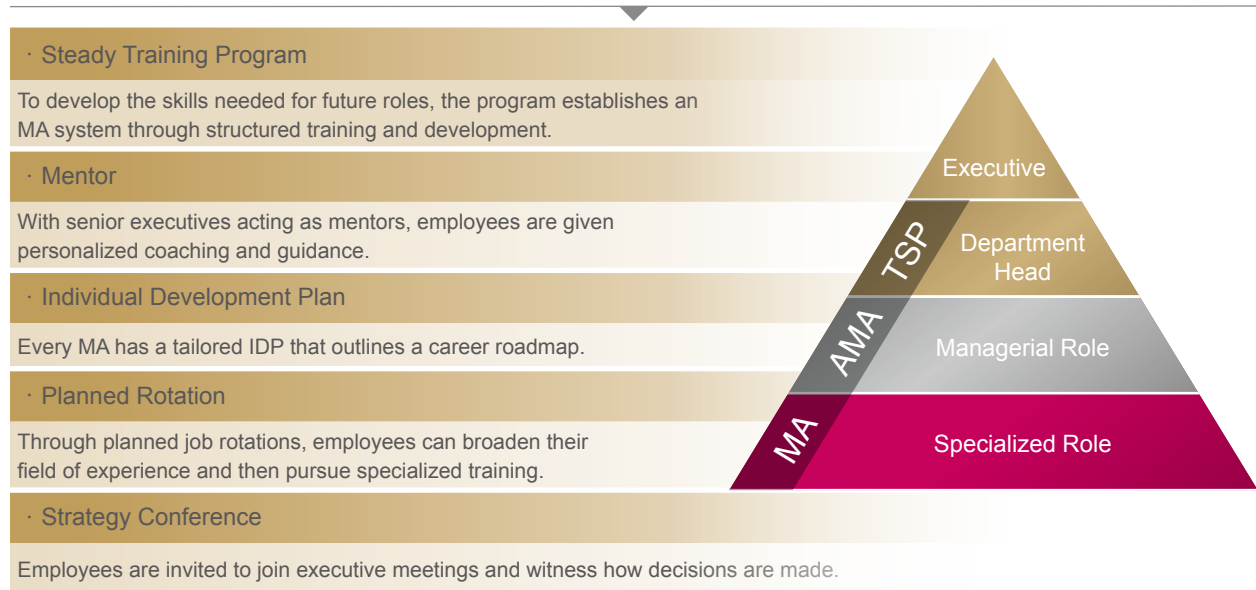 · Steady Training Program
To develop the skills needed for future roles, the program establishes an
MA system through structured training and development.
· Mentor
With senior executives acting as mentors, employees are given
personalized coaching and guidance.
· Individual Development Plan
Every MA has a tailored IDP that outlines a career roadmap.
· Planned Rotation
Through planned job rotations, employees can broaden their
field of experience and then pursue specialized training.
· Strategy Conference
Employees are invited to join executive meetings and witness how decisions are made.
Executive
TSP
Department
Head
AMA
Managerial Role
MA
Specialized Role